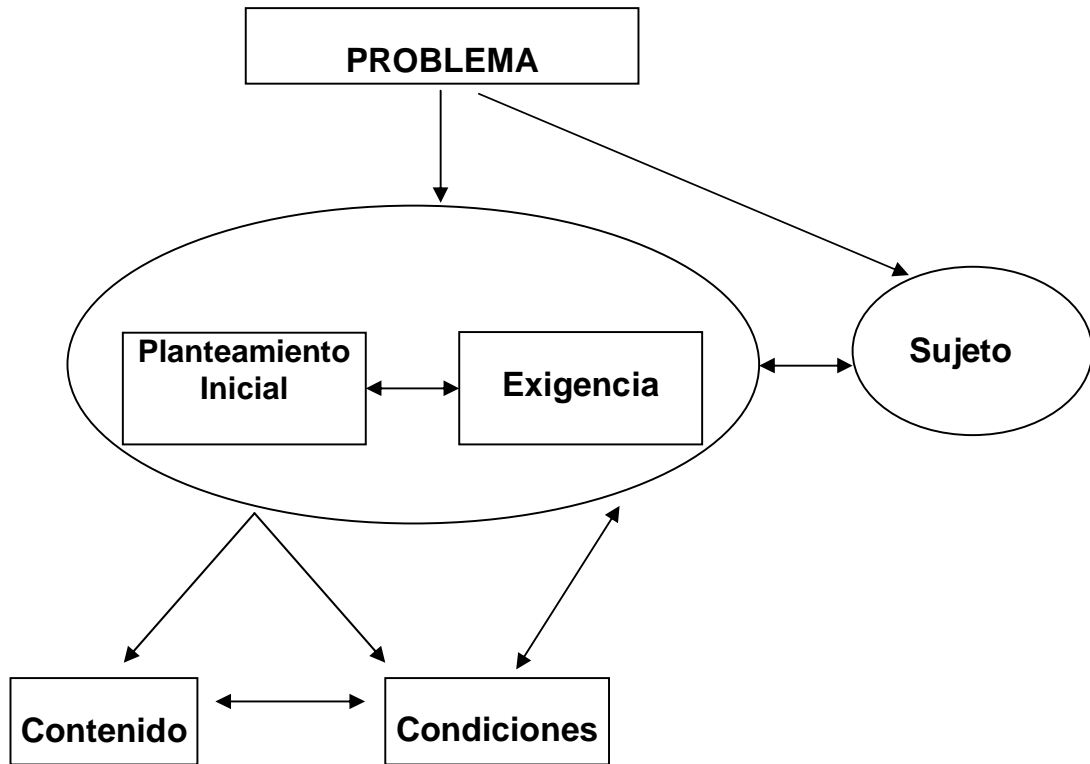 PROBLEMA
Planteamiento
Inicial
Exigencia
Sujeto
Contenido
Condiciones